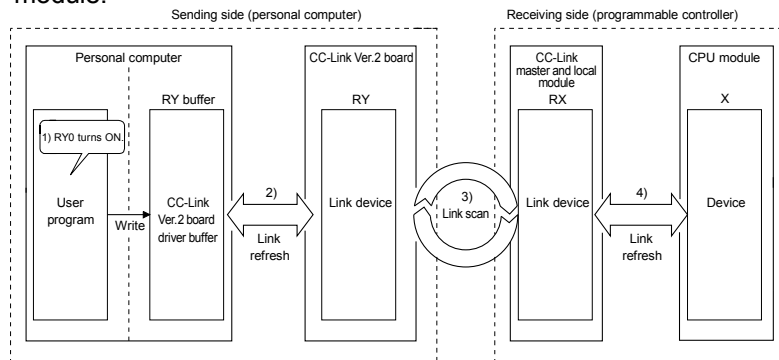 module.
Sending side (personal computer)
Receiving side (programmable controller)
Personal computer
CC-Link Ver.2 board
CC-Link
master and local
module
CPU module
RY buffer
RY
RX
X
1) RY0 turns ON.
User
program
Write
CC-Link
Ver.2 board
driver buffer
2)
Link
refresh
Link device
3)
Link scan
Link device
4)
Link
refresh
Device